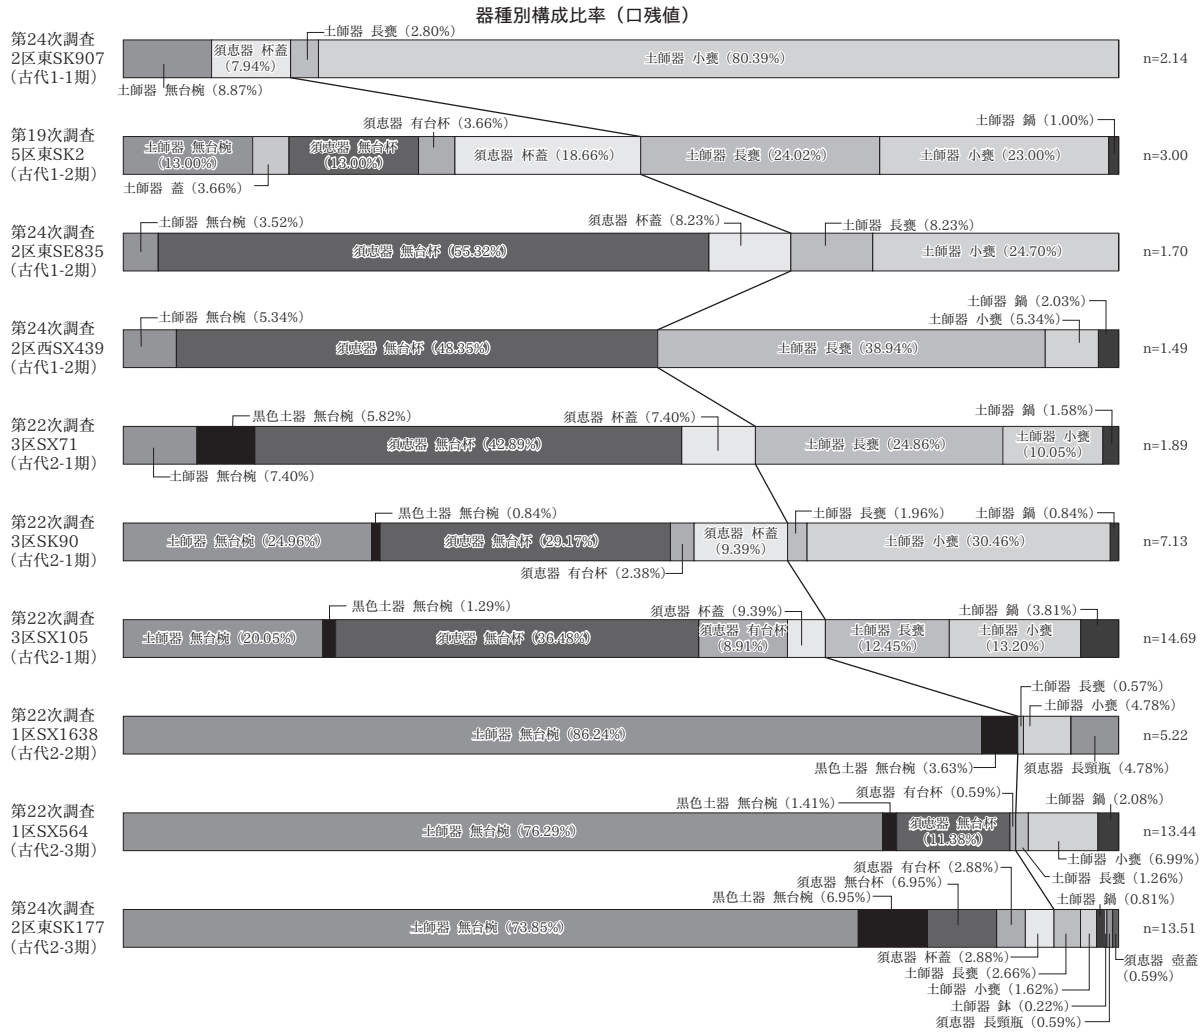 器種別構成比率（口残値）
第24次調査
2区東SK907
（古代1-1期）
土師器 無台椀（8.87%）
須恵器 杯蓋
（7.94%）
土師器 長甕（2.80%）
土師器 小甕（80.39%）
n=2.14
第19次調査
5区東SK2
（古代1-2期）
土師器 無台椀
（13.00%）
土師器 蓋（3.66%）
須恵器 無台杯
（13.00%）
須恵器 有台杯（3.66%）
須恵器 杯蓋（18.66%）
土師器 長甕（24.02%）
土師器 小甕（23.00%）
土師器 鍋（1.00%）
n=3.00
第24次調査
2区東SE835
（古代1-2期）
土師器 無台椀（3.52%）
須恵器 無台杯（55.32%）
須恵器 杯蓋（8.23%）
土師器 長甕（8.23%）
土師器 小甕（24.70%）
n=1.70
第24次調査
2区西SX439
（古代1-2期）
土師器 無台椀（5.34%）
須恵器 無台杯（48.35%）
土師器 長甕（38.94%）
土師器 小甕（5.34%）
土師器 鍋（2.03%）
n=1.49
第22次調査
3区SX71
（古代2-1期）
土師器 無台椀（7.40%）
黒色土器 無台椀（5.82%）
須恵器 無台杯（42.89%）
須恵器 杯蓋（7.40%）
土師器 長甕（24.86%）
土師器 小甕
（10.05%）
土師器 鍋（1.58%）
n=1.89
第22次調査
3区SK90
（古代2-1期）
土師器 無台椀（24.96%）
黒色土器 無台椀（0.84%）
須恵器 無台杯（29.17%）
須恵器 有台杯（2.38%）
須恵器 杯蓋
（9.39%）
土師器 長甕（1.96%）
土師器 小甕（30.46%）
土師器 鍋（0.84%）
n=7.13
第22次調査
3区SX105
（古代2-1期）
土師器 無台椀（20.05%）
黒色土器 無台椀（1.29%）
須恵器 無台杯（36.48%）
須恵器 有台杯
（8.91%）
須恵器 杯蓋（9.39%）
土師器 長甕
（12.45%）
土師器 小甕
（13.20%）
土師器 鍋（3.81%）
n=14.69
第22次調査
1区SX1638
（古代2-2期）
土師器 無台椀（86.24%）
黒色土器 無台椀（3.63%）
土師器 長甕（0.57%）
土師器 小甕（4.78%）
須恵器 長頸瓶（4.78%）
n=5.22
第22次調査
1区SX564
（古代2-3期）
土師器 無台椀（76.29%）
黒色土器 無台椀（1.41%）
須恵器 無台杯
（11.38%）
須恵器 有台杯（0.59%）
土師器 長甕（1.26%）
土師器 小甕（6.99%）
土師器 鍋（2.08%）
n=13.44
第24次調査
2区東SK177
（古代2-3期）
土師器 無台椀（73.85%）
黒色土器 無台椀（6.95%）
須恵器 無台杯（6.95%）
須恵器 有台杯（2.88%）
須恵器 杯蓋（2.88%）
土師器 長甕（2.66%）
土師器 小甕（1.62%）
土師器 鍋（0.81%）
土師器 鉢（0.22%）
須恵器 長頸瓶（0.59%）
須恵器 壺蓋
（0.59%）
n=13.51